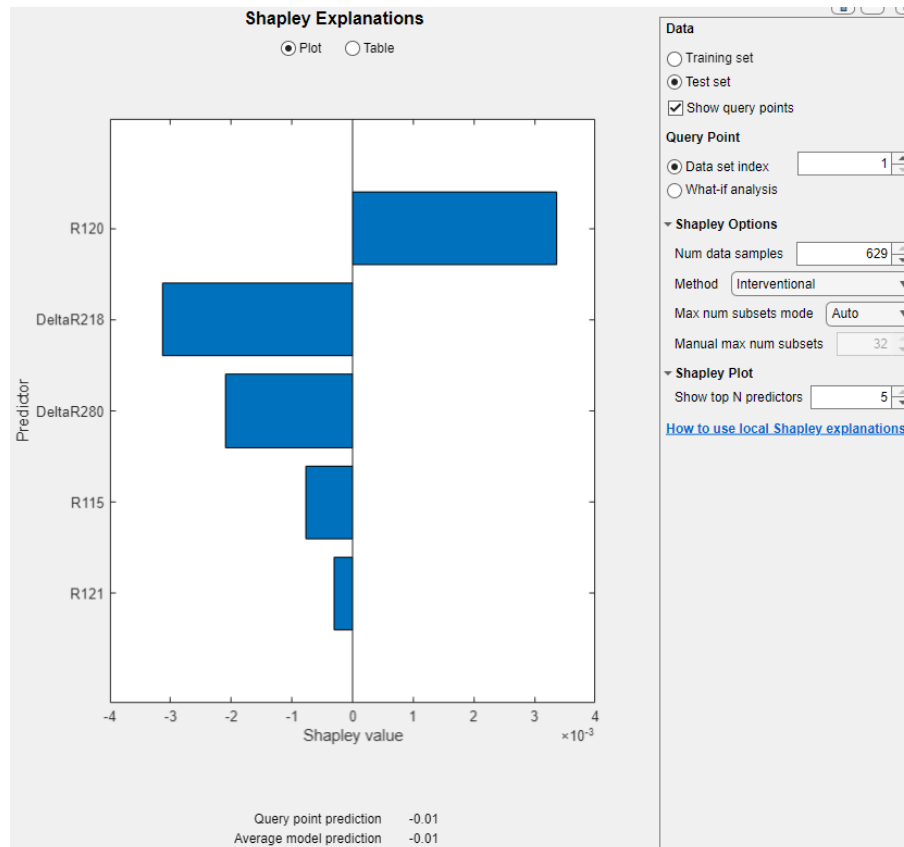 Shapley Explanations
Plot Table
Predictor
R120
DeltaR218
DeltaR280
R115
R121
-4 -3 -2 -1 0 1 2 3 4
Shapley value ×10-3
Query point prediction -0.01
Average model prediction -0.01
Data
Training set
Test set
Show query points
Query Point
Data set index 1
What-if analysis
Shapley Options
Num data samples 629
Method Interventional
Max num subsets mode Auto
Manual max num subsets 32
Shapley Plot
Show top N predictors 5
How to use local Shapley explanations